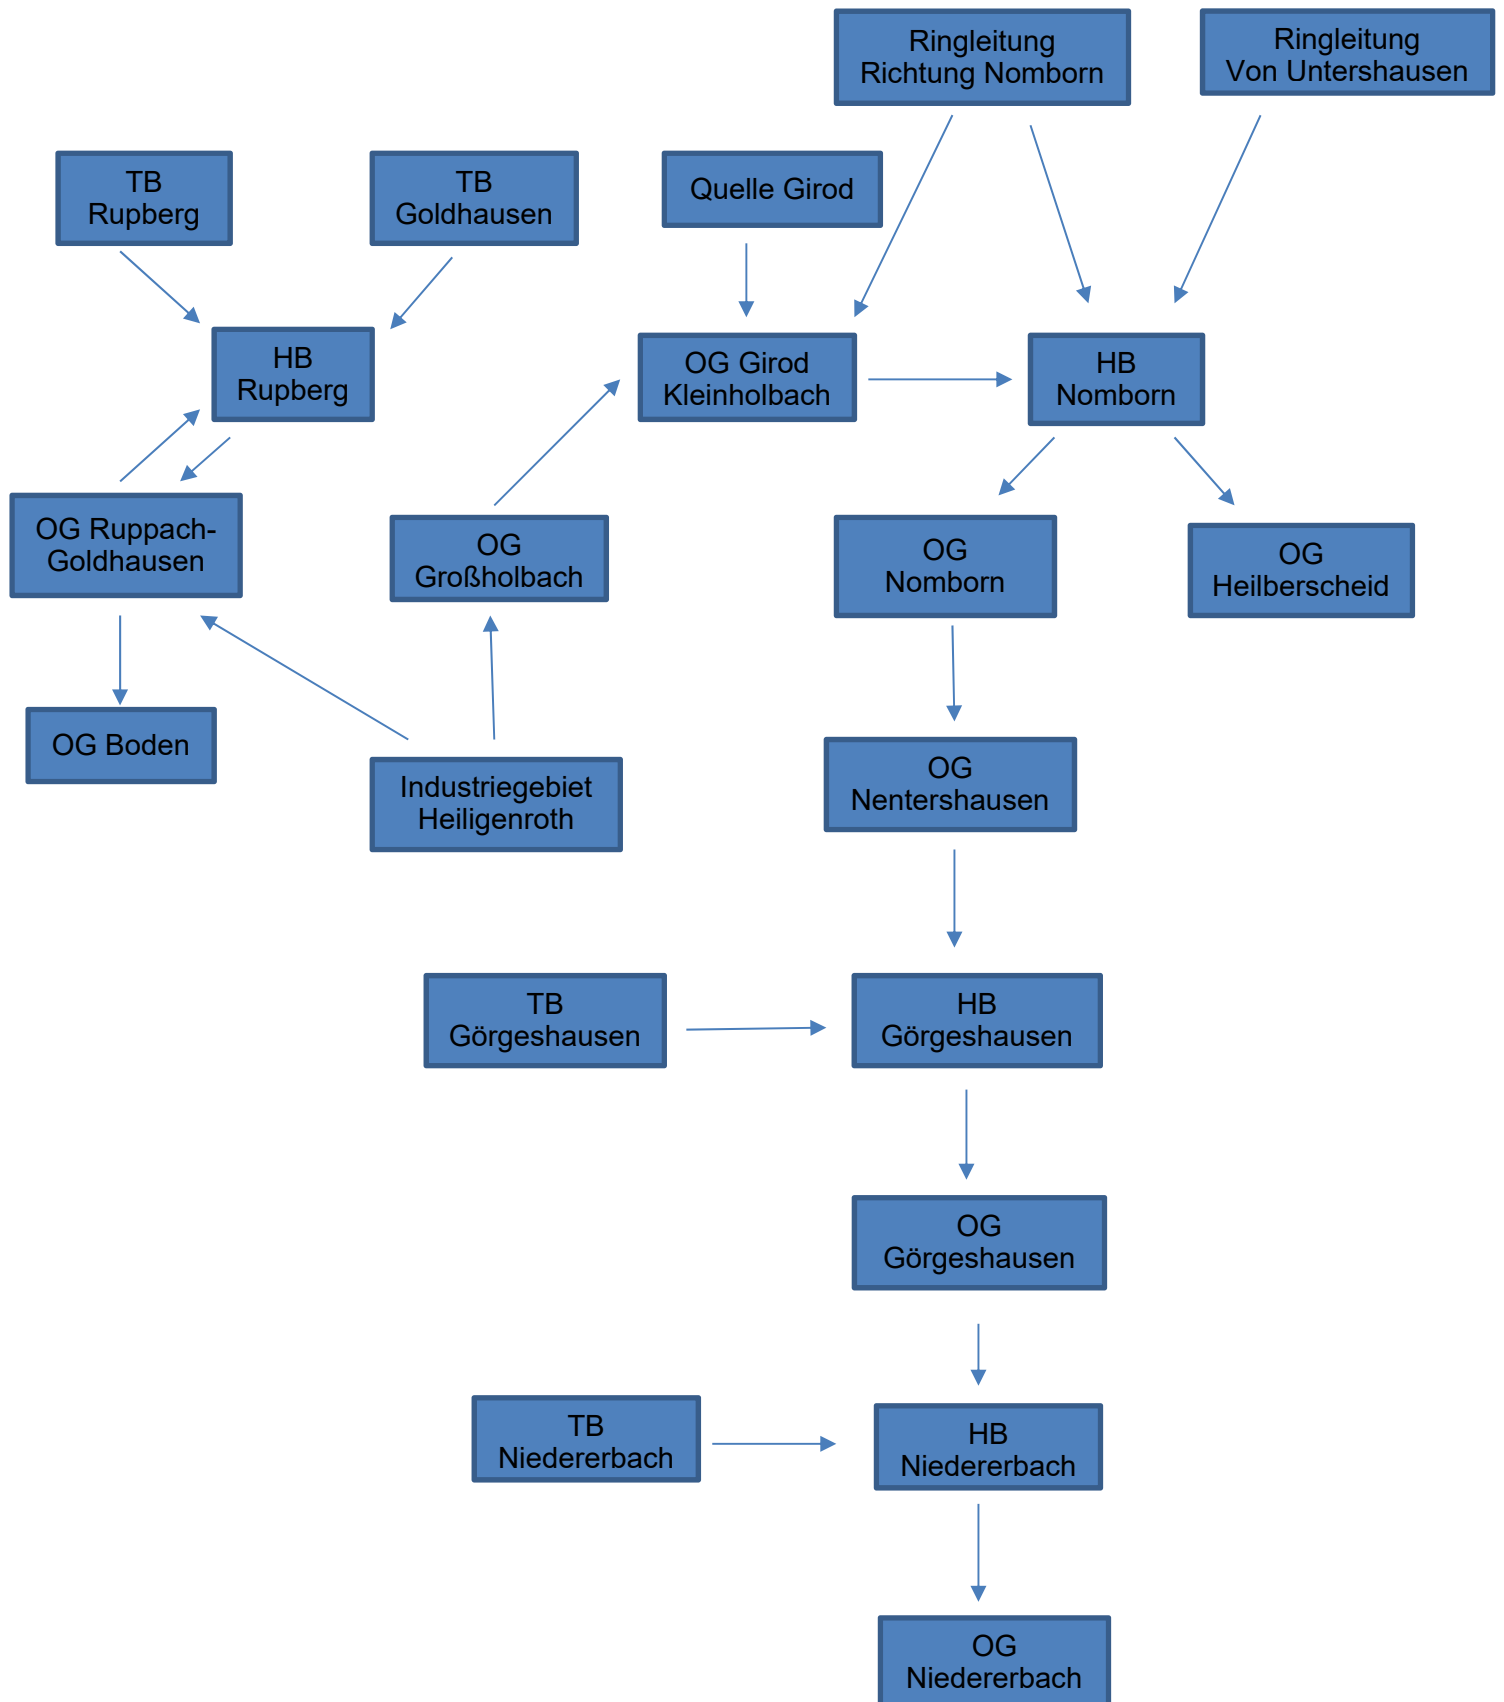 Ringleitung
Richtung Nomborn
Ringleitung
Von Untershausen
TB
Rupberg
TB
Goldhausen
Quelle Girod
HB
Rupberg
OG Girod
Kleinholbach
HB
Nomborn
OG Ruppach-
Goldhausen
OG
Großholbach
OG
Nomborn
OG
Heilberscheid
OG Boden
Industriegebiet
Heiligenroth
OG
Nentershausen
TB
Görgeshausen
HB
Görgeshausen
OG
Görgeshausen
TB
Niedererbach
HB
Niedererbach
OG
Niedererbach